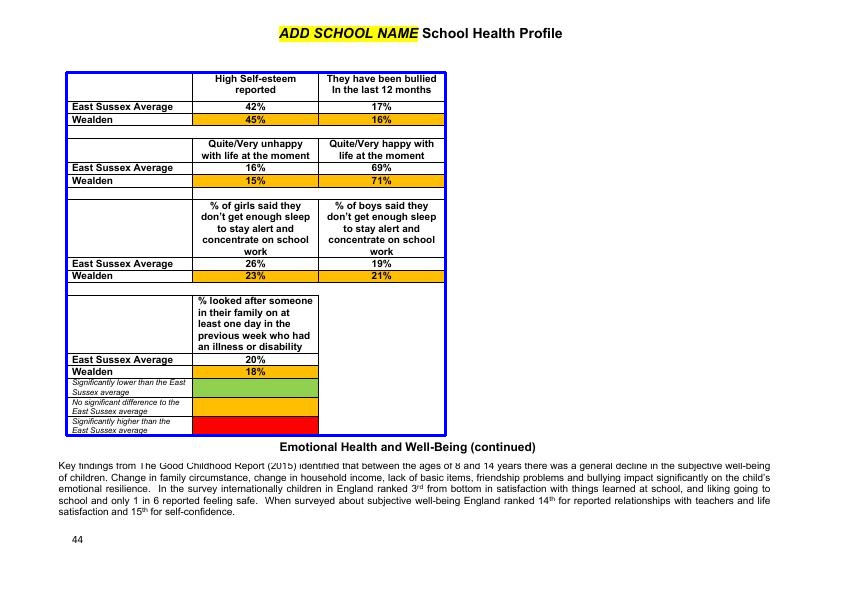 ADD SCHOOL NAME School Health Profile
High Self-esteem reported They have been bullied In the last 12 months
East Sussex Average 42% 17%
Wealden 45% 16%
Quite/Very unhappy with life at the moment Quite/Very happy with life at the moment
East Sussex Average 16% 69%
Wealden 15% 71%
% of girls said they don't get enough sleep to stay alert and concentrate on school work % of boys said they don't get enough sleep to stay alert and concentrate on school work
East Sussex Average 26% 19%
Wealden 23% 21%
% looked after someone in their family on at least one day in the previous week who had an illness or disability
East Sussex Average 20%
Wealden 18%
Significantly lower than the East Sussex average
No significant difference to the East Sussex average
Significantly higher than the East Sussex average
Emotional Health and Well-Being (continued)
Key findings from The Good Childhood Report (2015) identified that between the ages of 8 and 14 years there was a general decline in the subjective well-being
of children. Change in family circumstance, change in household income, lack of basic items, friendship problems and bullying impact significantly on the child's
emotional resilience. In the survey internationally children in England ranked 3rd from bottom in satisfaction with things learned at school, and liking going to
school and only 1 in 6 reported feeling safe. When surveyed about subjective well-being England ranked 14th for reported relationships with teachers and life
satisfaction and 15th for self-confidence.
44